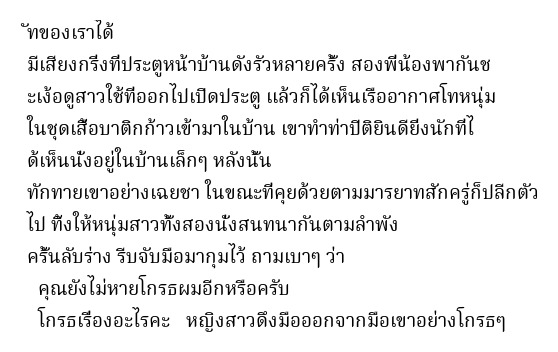 ัทของเราได้
มีเสียงกริ่งที่ประตูหน้าบ้านดังรัวหลายครั้ง สองพี่น้องพากันช
ะเง้อดูสาวใช้ที่ออกไปเปิดประตู แล้วก็ได้เห็นเรืออากาศโทหนุ่ม
ในชุดเสื้อบาติกก้าวเข้ามาในบ้าน เขาทำท่าปิติยินดียิ่งนักที่ไ
ด้เห็นนั่งอยู่ในบ้านเล็กๆ หลังนั้น
ทักทายเขาอย่างเฉยชา ในขณะที่คุยด้วยตามมารยาทสักครู่ก็ปลีกตัว
ไป ทิ้งให้หนุ่มสาวทั้งสองนั่งสนทนากันตามลำพัง
ครั้นลับร่าง รีบจับมือมากุมไว้ ถามเบาๆ ว่า
คุณยังไม่หายโกรธผมอีกหรือครับ
โกรธเรื่องอะไรคะ หญิงสาวดึงมือออกจากมือเขาอย่างโกรธๆ